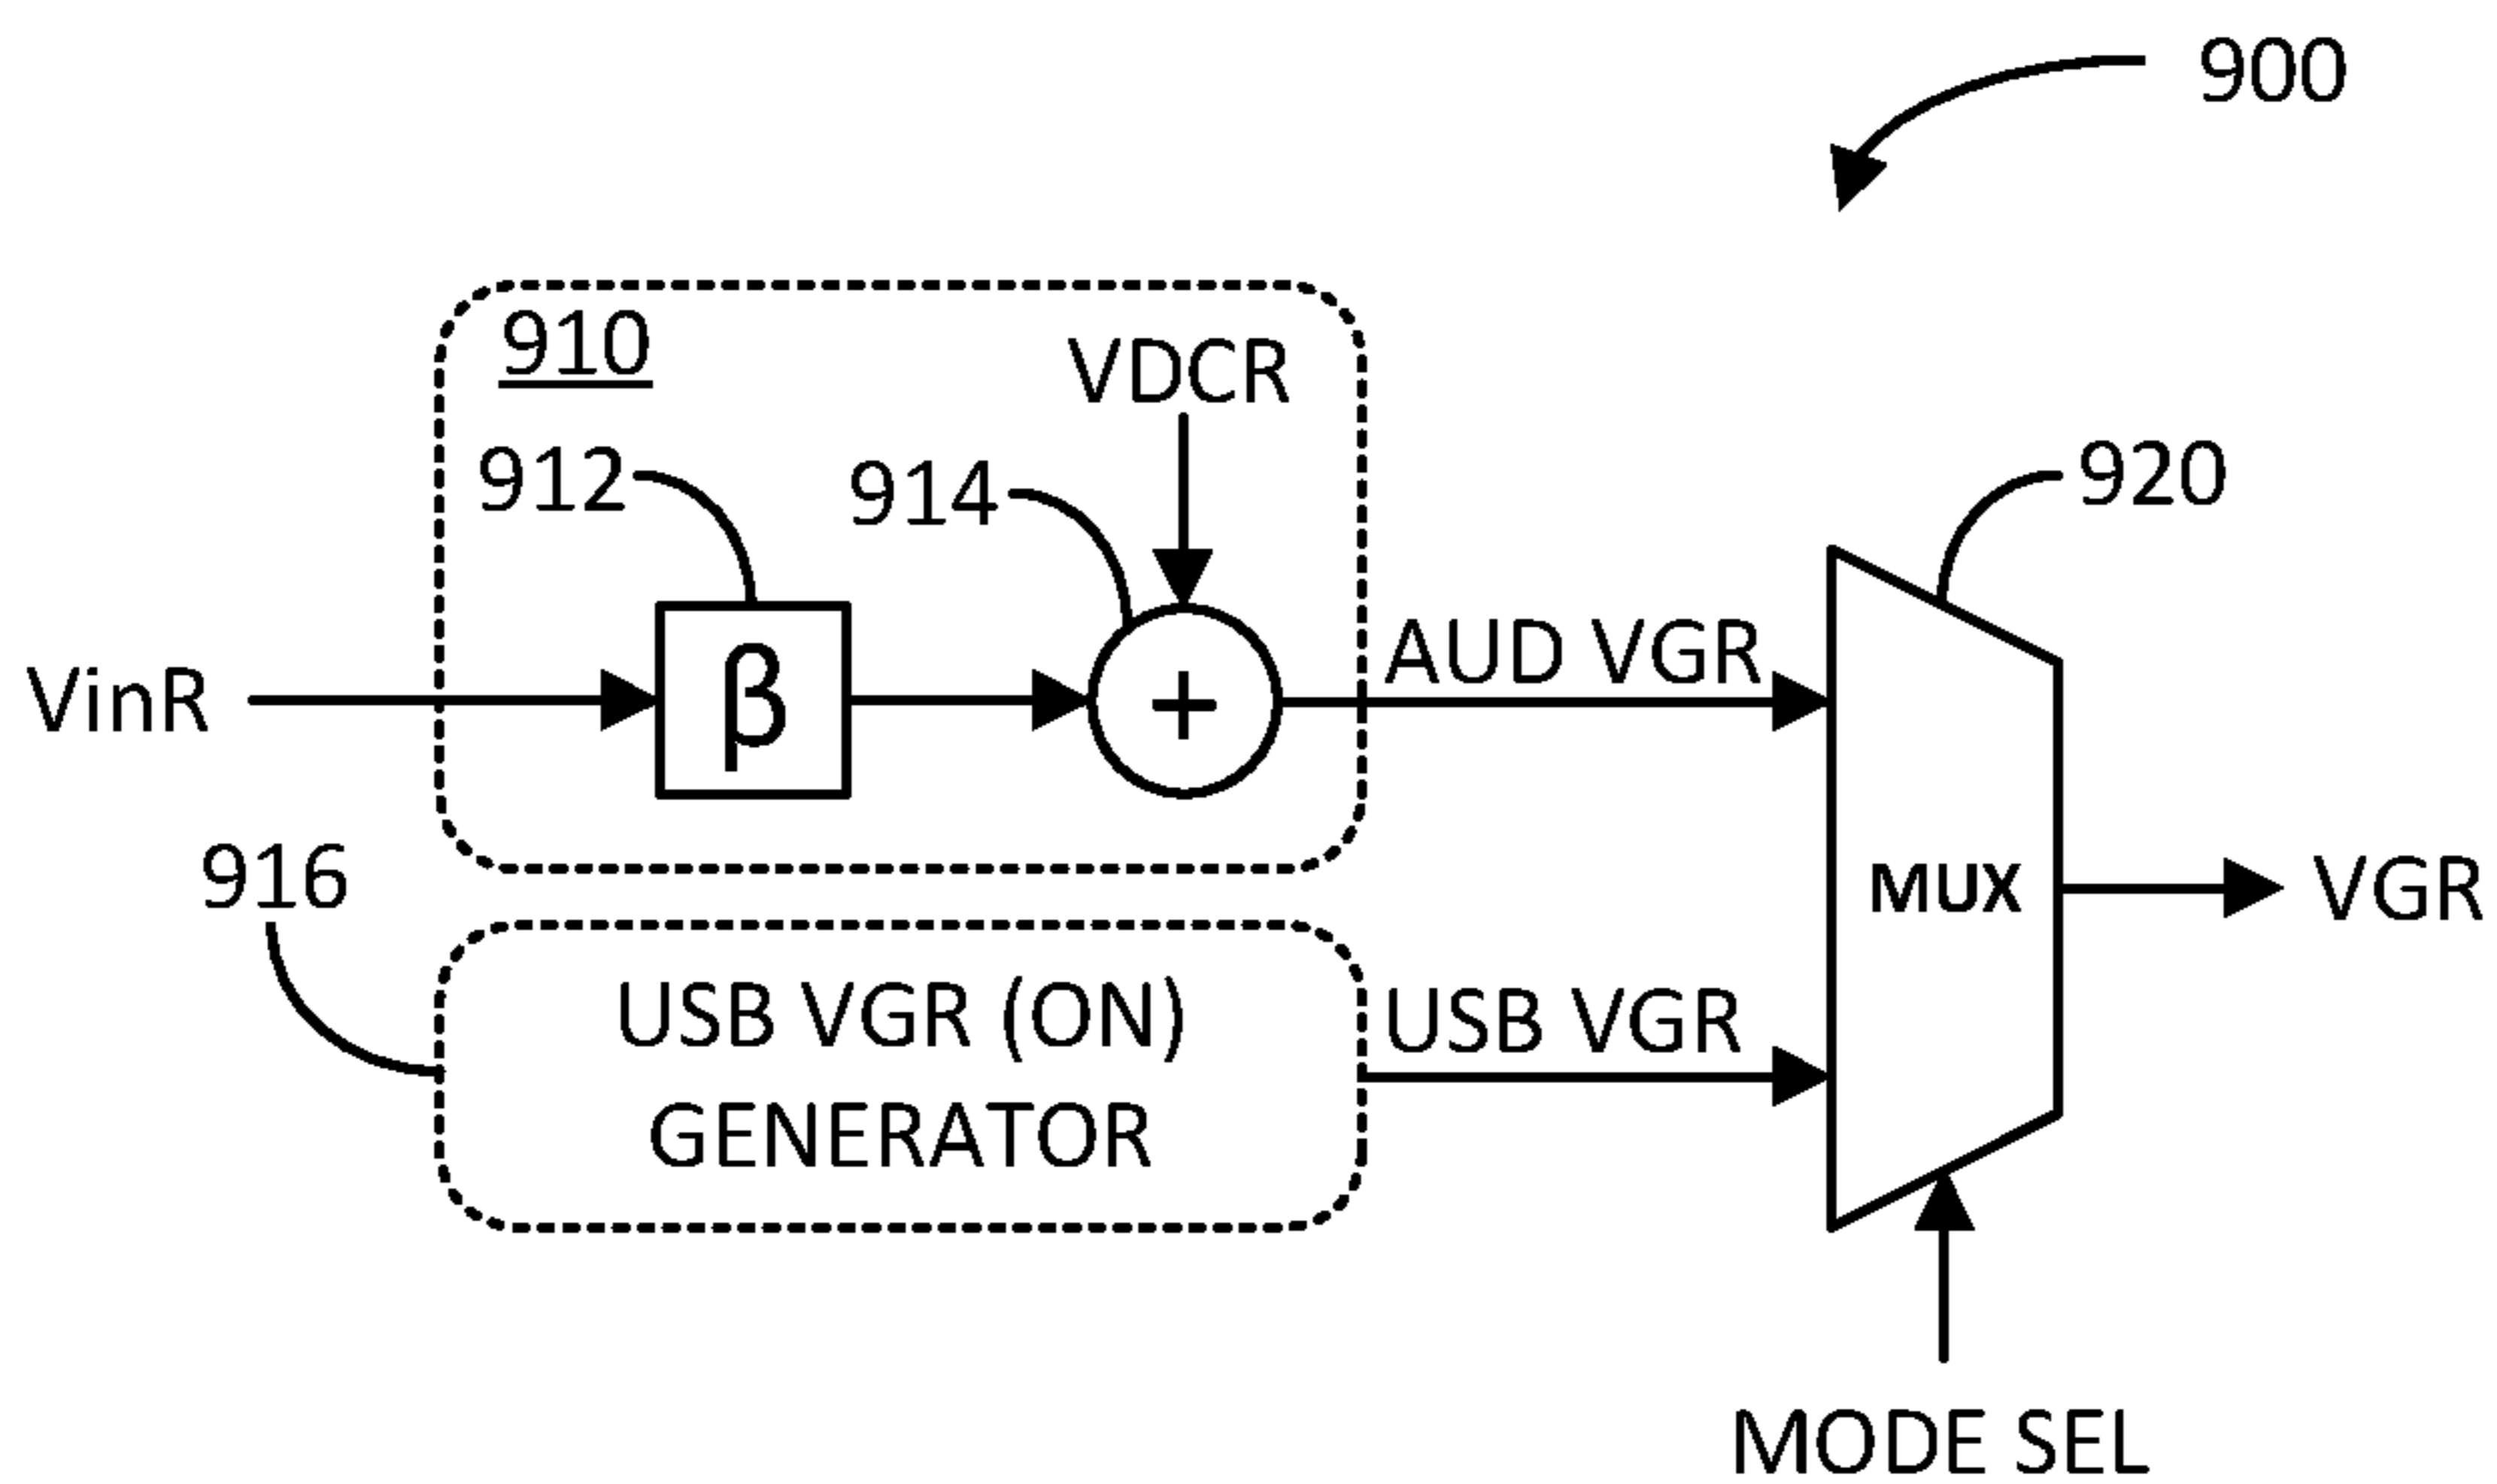 900
910
VDCR
912
914
920
AUD VGR
β
+
VinR
916
MUX
VGR
USB VGR (ON)
GENERATOR
USB VGR
MODE SEL